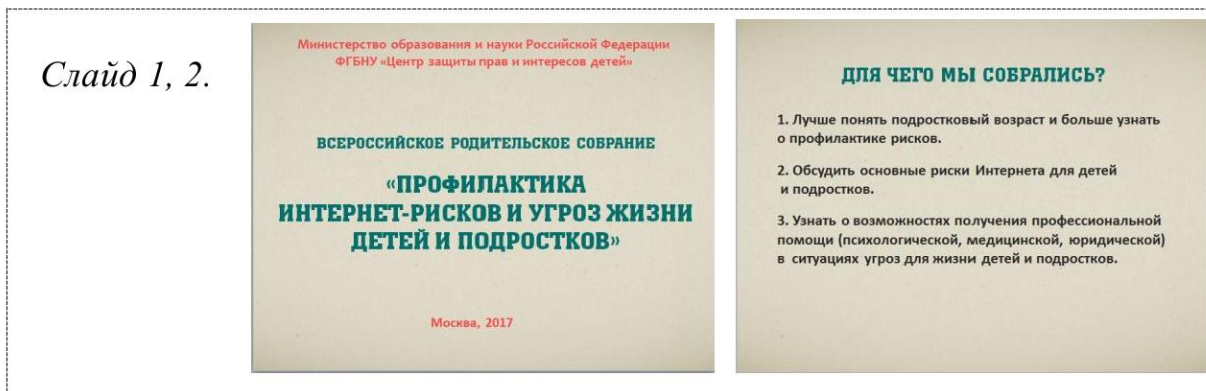 Слайд 1, 2.
Министерство образования и науки Российской Федерации
ФГБНУ «Центр защиты прав и интересов детей»
ВСЕРОССИЙСКОЕ РОДИТЕЛЬСКОЕ СОБРАНИЕ
«ПРОФИЛАКТИКА
ИНТЕРНЕТ-РИСКОВ И УГРОЗ ЖИЗНИ
ДЕТЕЙ И ПОДРОСТКОВ»
Москва, 2017
ДЛЯ ЧЕГО МЫ СОБРАЛИСЬ?
1. Лучше понять подростковый возраст и больше узнать
о профилактике рисков.
2. Обсудить основные риски Интернета для детей
и подростков.
3. Узнать о возможностях получения профессиональной
помощи (психологической, медицинской, юридической)
в ситуациях угроз для жизни детей и подростков.